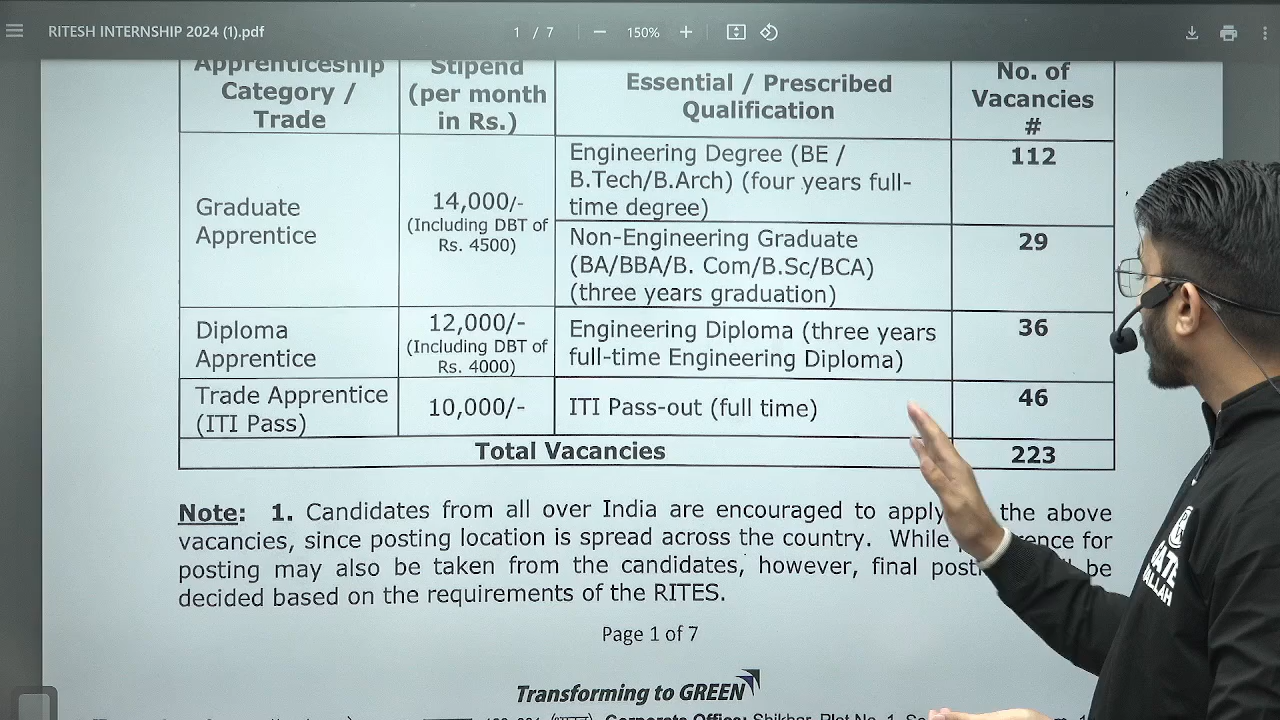 RITESH INTERNSHIP 2024 (1).pdf
1 / 7
150%
Apprenticeship
Category /
Trade
Stipend
(per month
in Rs.)
Essential / Prescribed
Qualification
No. of
Vacancies
#
Graduate
Apprentice
14,000/-
(Including DBT of
Rs. 4500)
Engineering Degree (BE /
B.Tech/B.Arch) (four years full-
time degree)
112
Non-Engineering Graduate
(BA/BBA/B. Com/B.Sc/BCA)
(three years graduation)
29
Diploma
Apprentice
12,000/-
(Including DBT of
Rs. 4000)
Engineering Diploma (three years
full-time Engineering Diploma)
36
Trade Apprentice
(ITI Pass)
10,000/-
ITI Pass-out (full time)
46
Total Vacancies
223
Note: 1. Candidates from all over India are encouraged to apply the above
vacancies, since posting location is spread across the country. While for
posting may also be taken from the candidates, however, final be
decided based on the requirements of the RITES.
Page 1 of 7
Transforming to GREEN
Corporate Office: Shikhar, Plot No. 1,